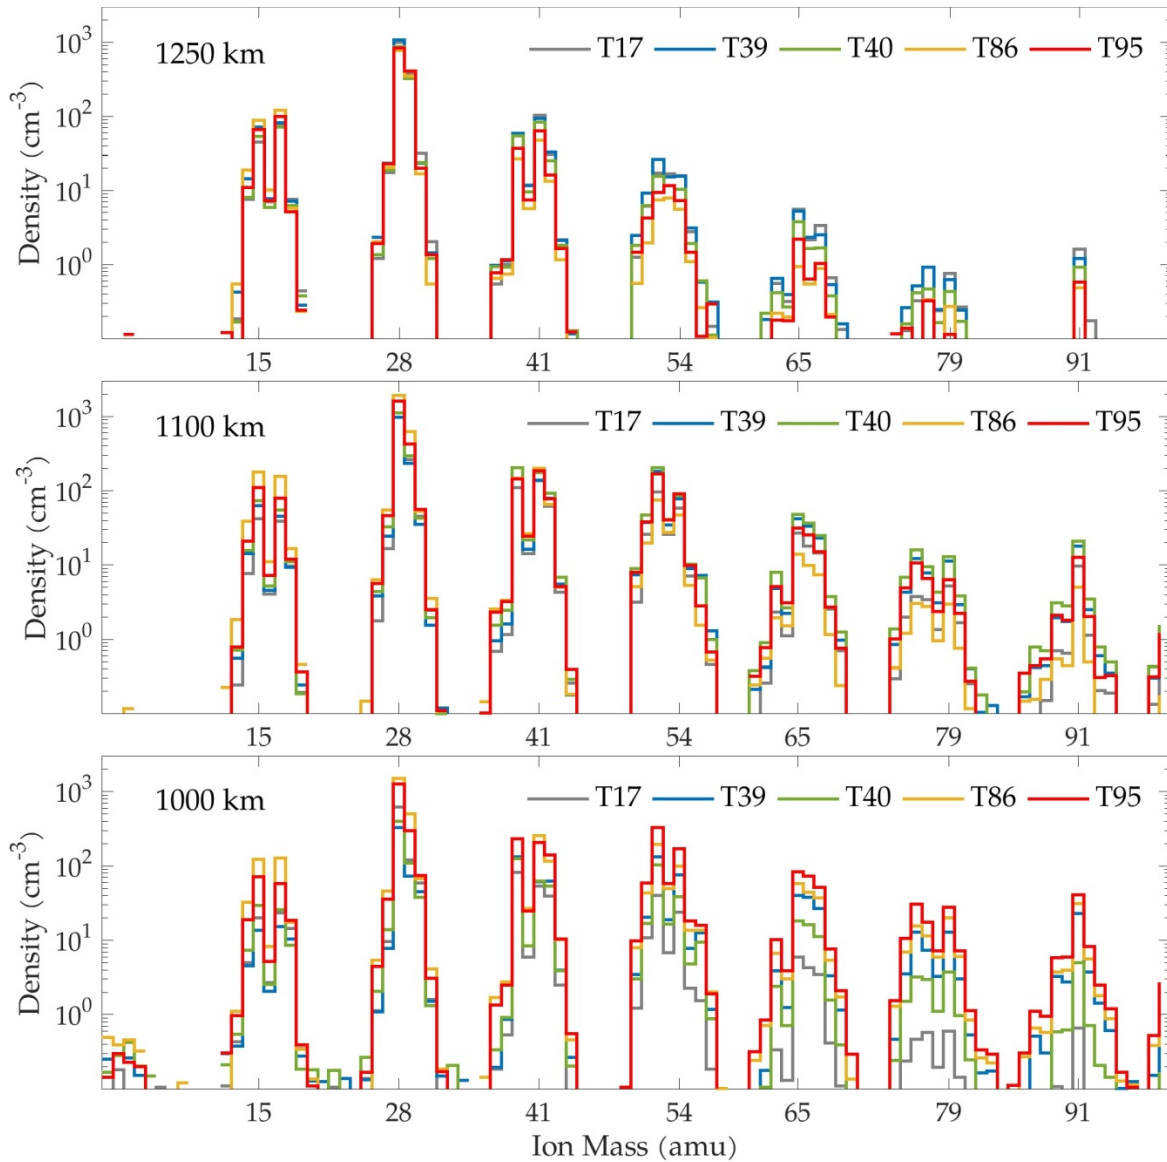 1250 km
T17 T39 T40 T86 T95
Density (cm⁻³)
10³
10²
10¹
10⁰
15 28 41 54 65 79 91
1100 km
T17 T39 T40 T86 T95
Density (cm⁻³)
10³
10²
10¹
10⁰
15 28 41 54 65 79 91
1000 km
T17 T39 T40 T86 T95
Density (cm⁻³)
10³
10²
10¹
10⁰
15 28 41 54 65 79 91
Ion Mass (amu)